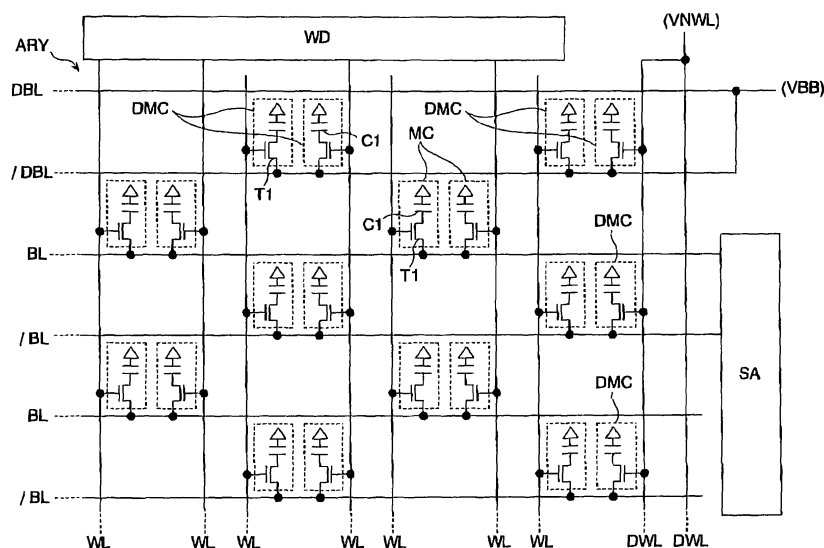 WD
(VNWL)
ARY
DBL
(VBB)
DMC
C1
MC
DMC
/ DBL
T1
C1
DMC
BL
T1
/ BL
SA
DMC
BL
/ BL
WL WL WL WL WL WL WL DWL DWL